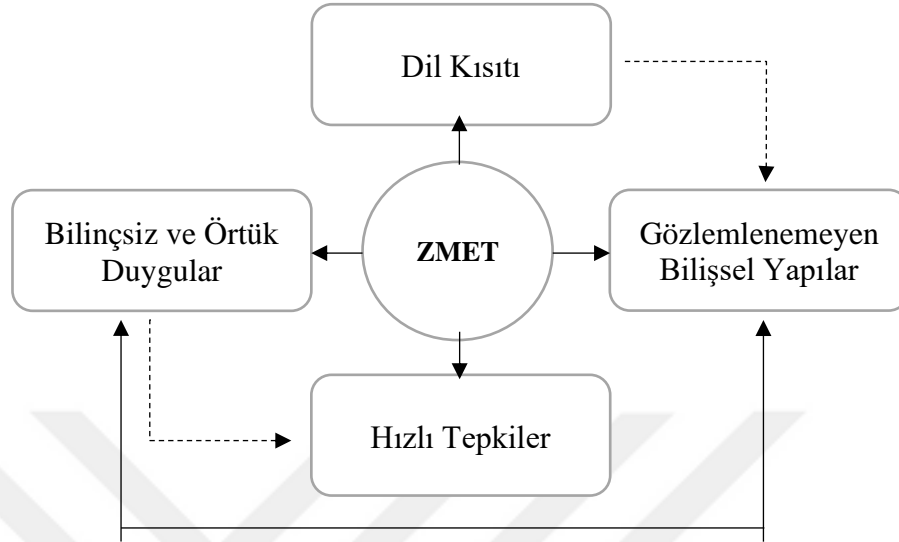 Dil Kısıtı
Bilinçsiz ve Örtük
Duygular
ZMET
Gözlemlenemeyen
Bilişsel Yapılar
Hızlı Tepkiler